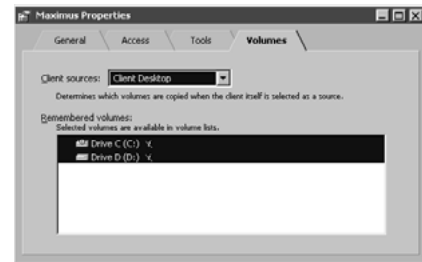 Maximus Properties
General Access Tools Volumes
Client sources: Client Desktop
Determines which volumes are copied when the client itself is selected as a source.
Remembered volumes:
Selected volumes are available in volume lists.
Drive C (C:)
Drive D (D:)